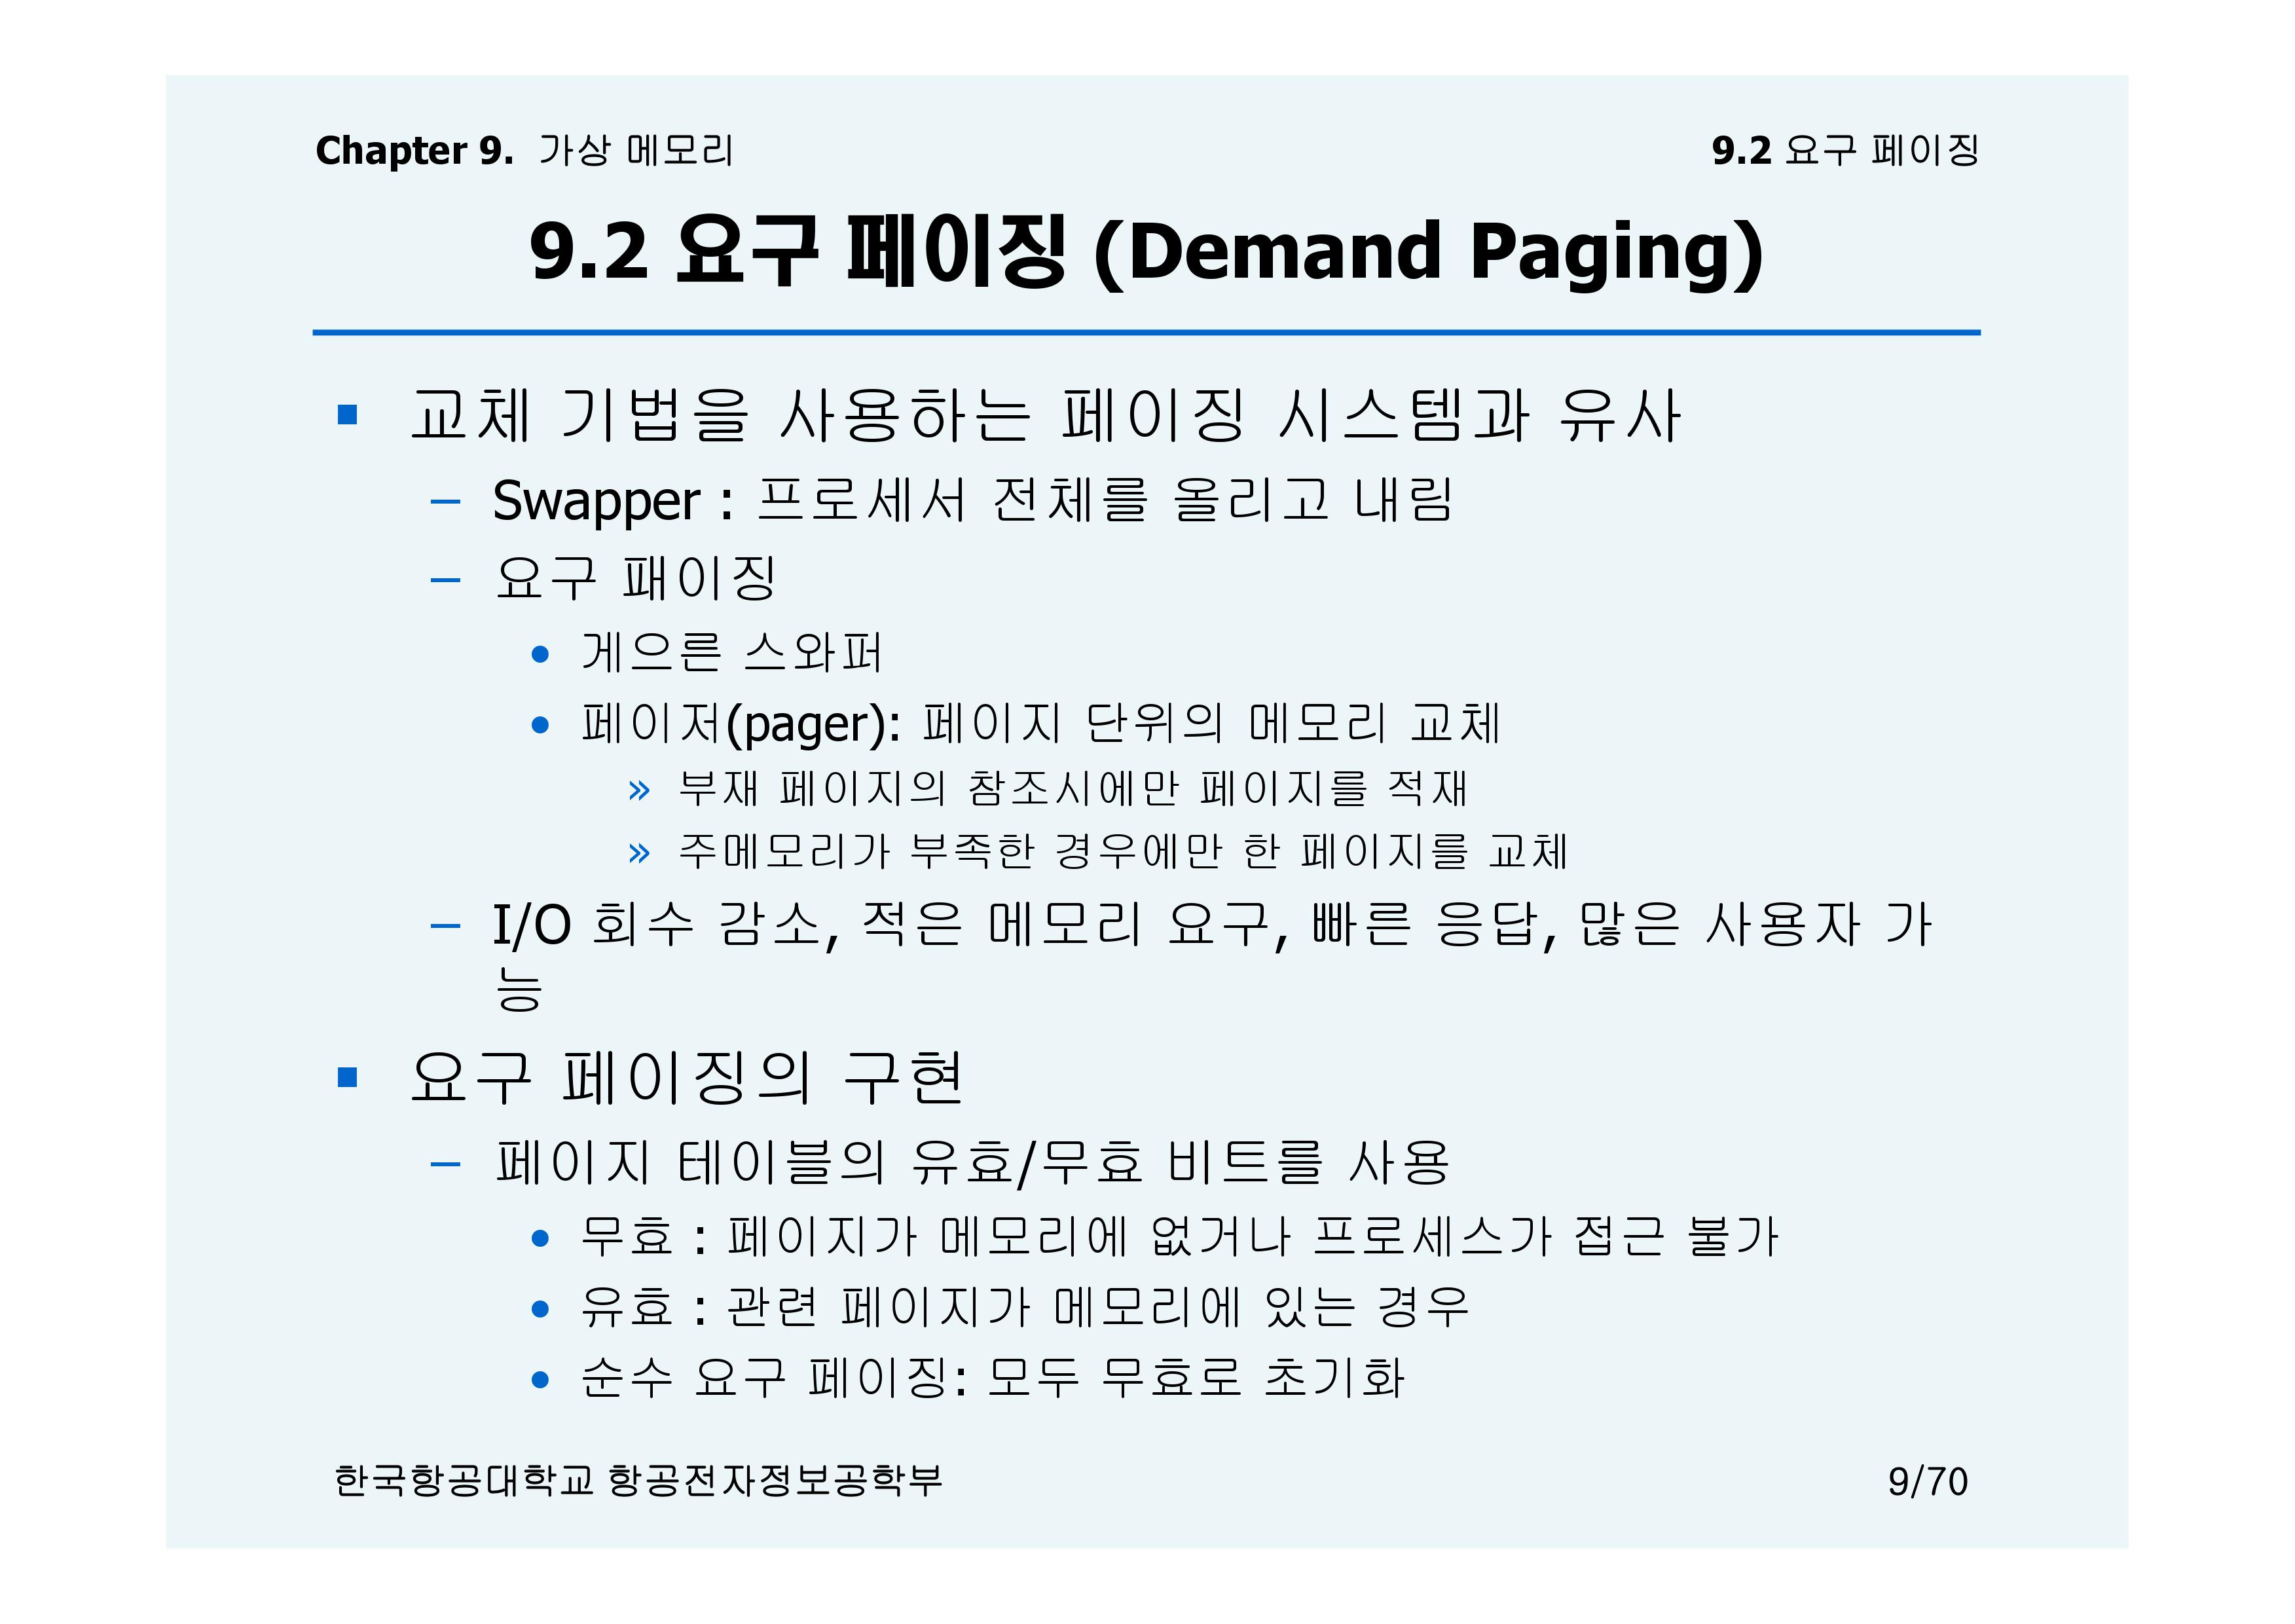 Chapter 9. 가상 메모리
9.2 요구 페이징
9.2 요구 페이징 (Demand Paging)
▪ 교체 기법을 사용하는 페이징 시스템과 유사
– Swapper : 프로세서 전체를 올리고 내림
– 요구 패이징
• 게으른 스와퍼
• 페이저(pager): 페이지 단위의 메모리 교체
» 부재 페이지의 참조시에만 페이지를 적재
» 주메모리가 부족한 경우에만 한 페이지를 교체
– I/O 회수 감소, 적은 메모리 요구, 빠른 응답, 많은 사용자 가
능
▪ 요구 페이징의 구현
– 페이지 테이블의 유효/무효 비트를 사용
• 무효 : 페이지가 메모리에 없거나 프로세스가 접근 불가
• 유효 : 관련 페이지가 메모리에 있는 경우
• 순수 요구 페이징: 모두 무효로 초기화
한국항공대학교 항공전자정보공학부
9/70